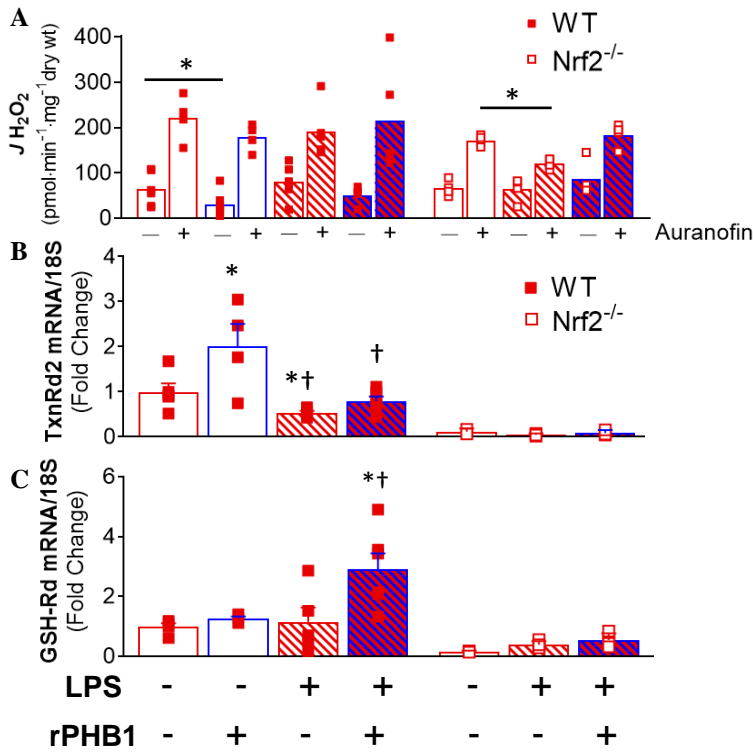 A
J H₂O₂
(pmol·min⁻¹·mg⁻¹dry wt)
400
300
200
100
0
*
*
WT
Nrf2⁻/⁻
— + — + — + — + — + — + — + Auranofin
B
TxnRd2 mRNA/18S
(Fold Change)
4
3
2
1
0
*
*†
†
WT
Nrf2⁻/⁻
C
GSH-Rd mRNA/18S
(Fold Change)
6
4
2
0
*†
LPS - - + + - + +
rPHB1 - + - + - - +